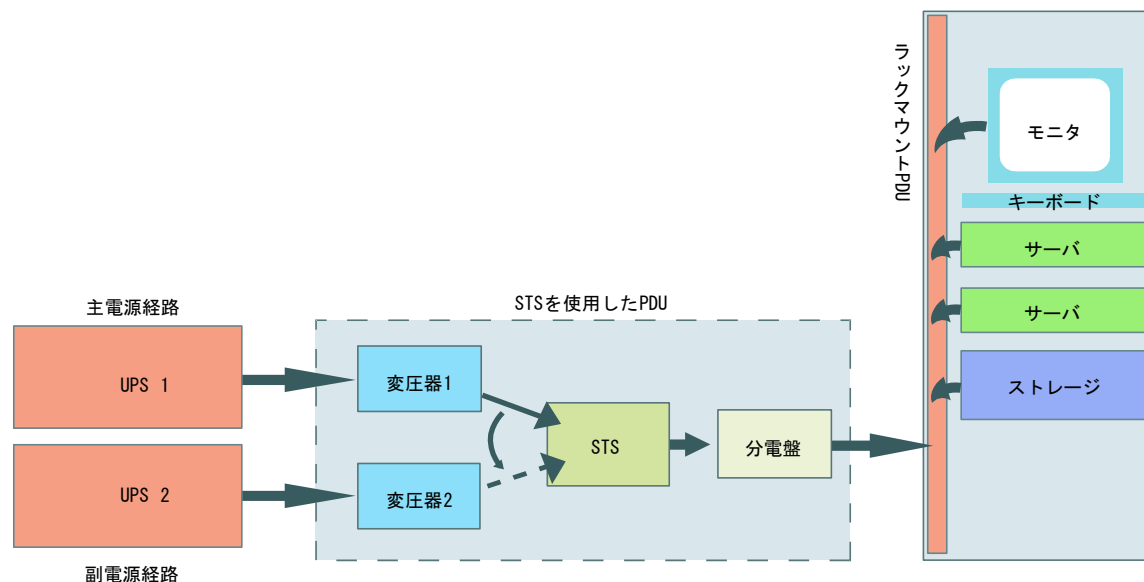 主電源経路
UPS 1
UPS 2
副電源経路
STSを使用したPDU
変圧器1
変圧器2
STS
分電盤
ラックマウントPDU
モニタ
キーボード
サーバ
サーバ
ストレージ